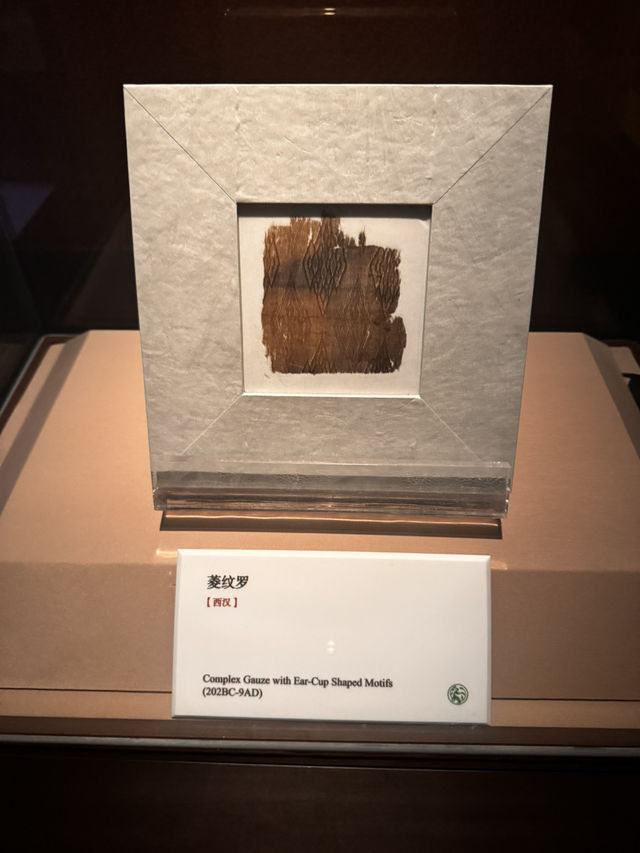 菱纹罗
【西汉】
Complex Gauze with Ear-Cup Shaped Motifs
(202BC-9AD)